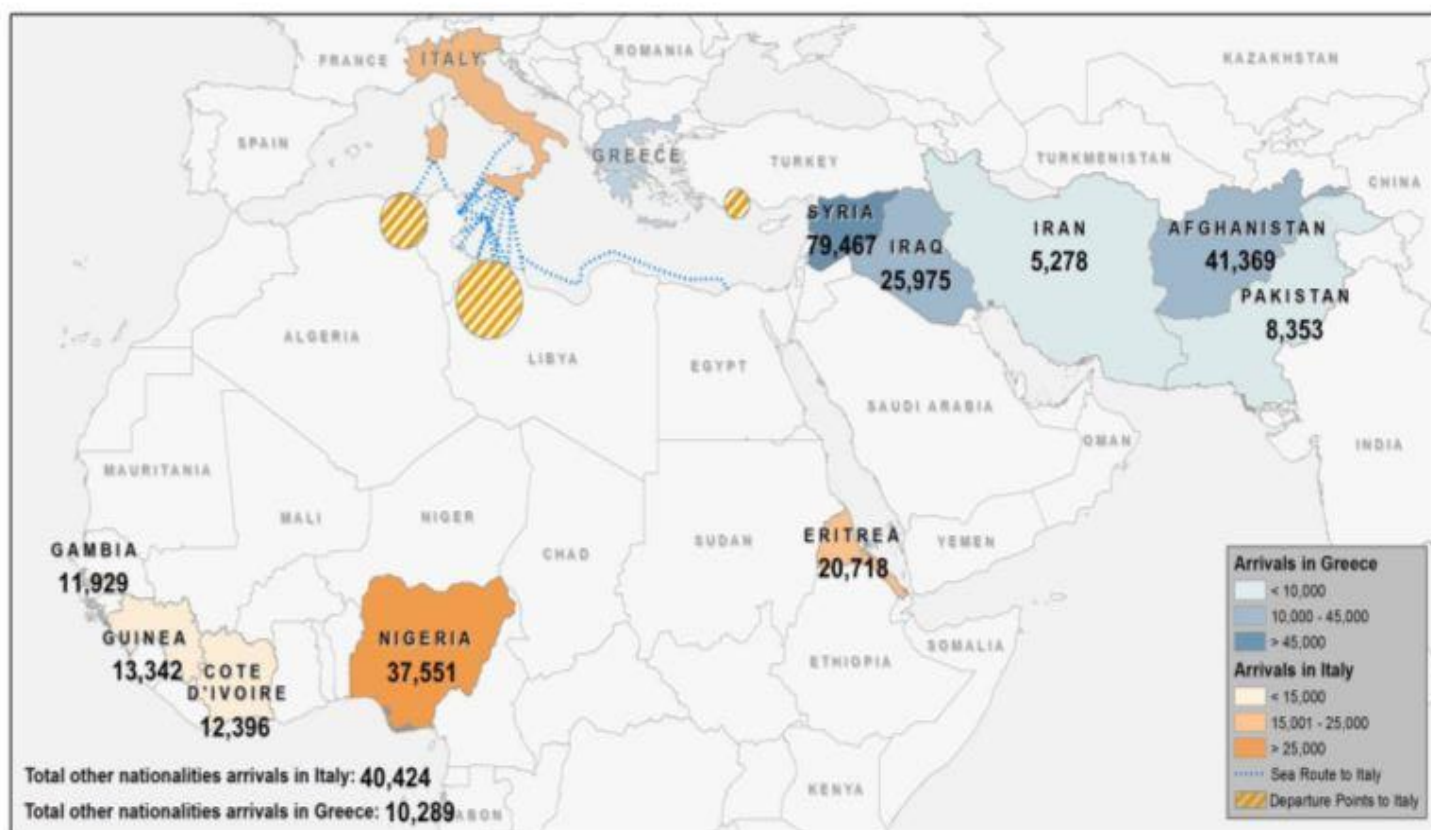 FRANCE
ITALY
ROMANIA
KAZAKHSTAN
SPAIN
GREECE
TURKEY
TURKMENISTAN
CHINA
SYRIA
79,467
IRAQ
25,975
IRAN
5,278
AFGHANISTAN
41,369
PAKISTAN
8,353
ALGERIA
LIBYA
EGYPT
SAUDI ARABIA
OMAN
INDIA
MAURITANIA
MALI
NIGER
CHAD
SUDAN
ERITREA
20,718
YEMEN
GAMBIA
11,929
GUINEA
13,342
COTE
D'IVOIRE
12,396
NIGERIA
37,551
ETHIOPIA
SOMALIA
KENYA
ABON
Total other nationalities arrivals in Italy: 40,424
Total other nationalities arrivals in Greece: 10,289
Arrivals in Greece
< 10,000
10,000 - 45,000
> 45,000
Arrivals in Italy
< 15,000
15,001 - 25,000
> 25,000
Sea Route to Italy
Departure Points to Italy